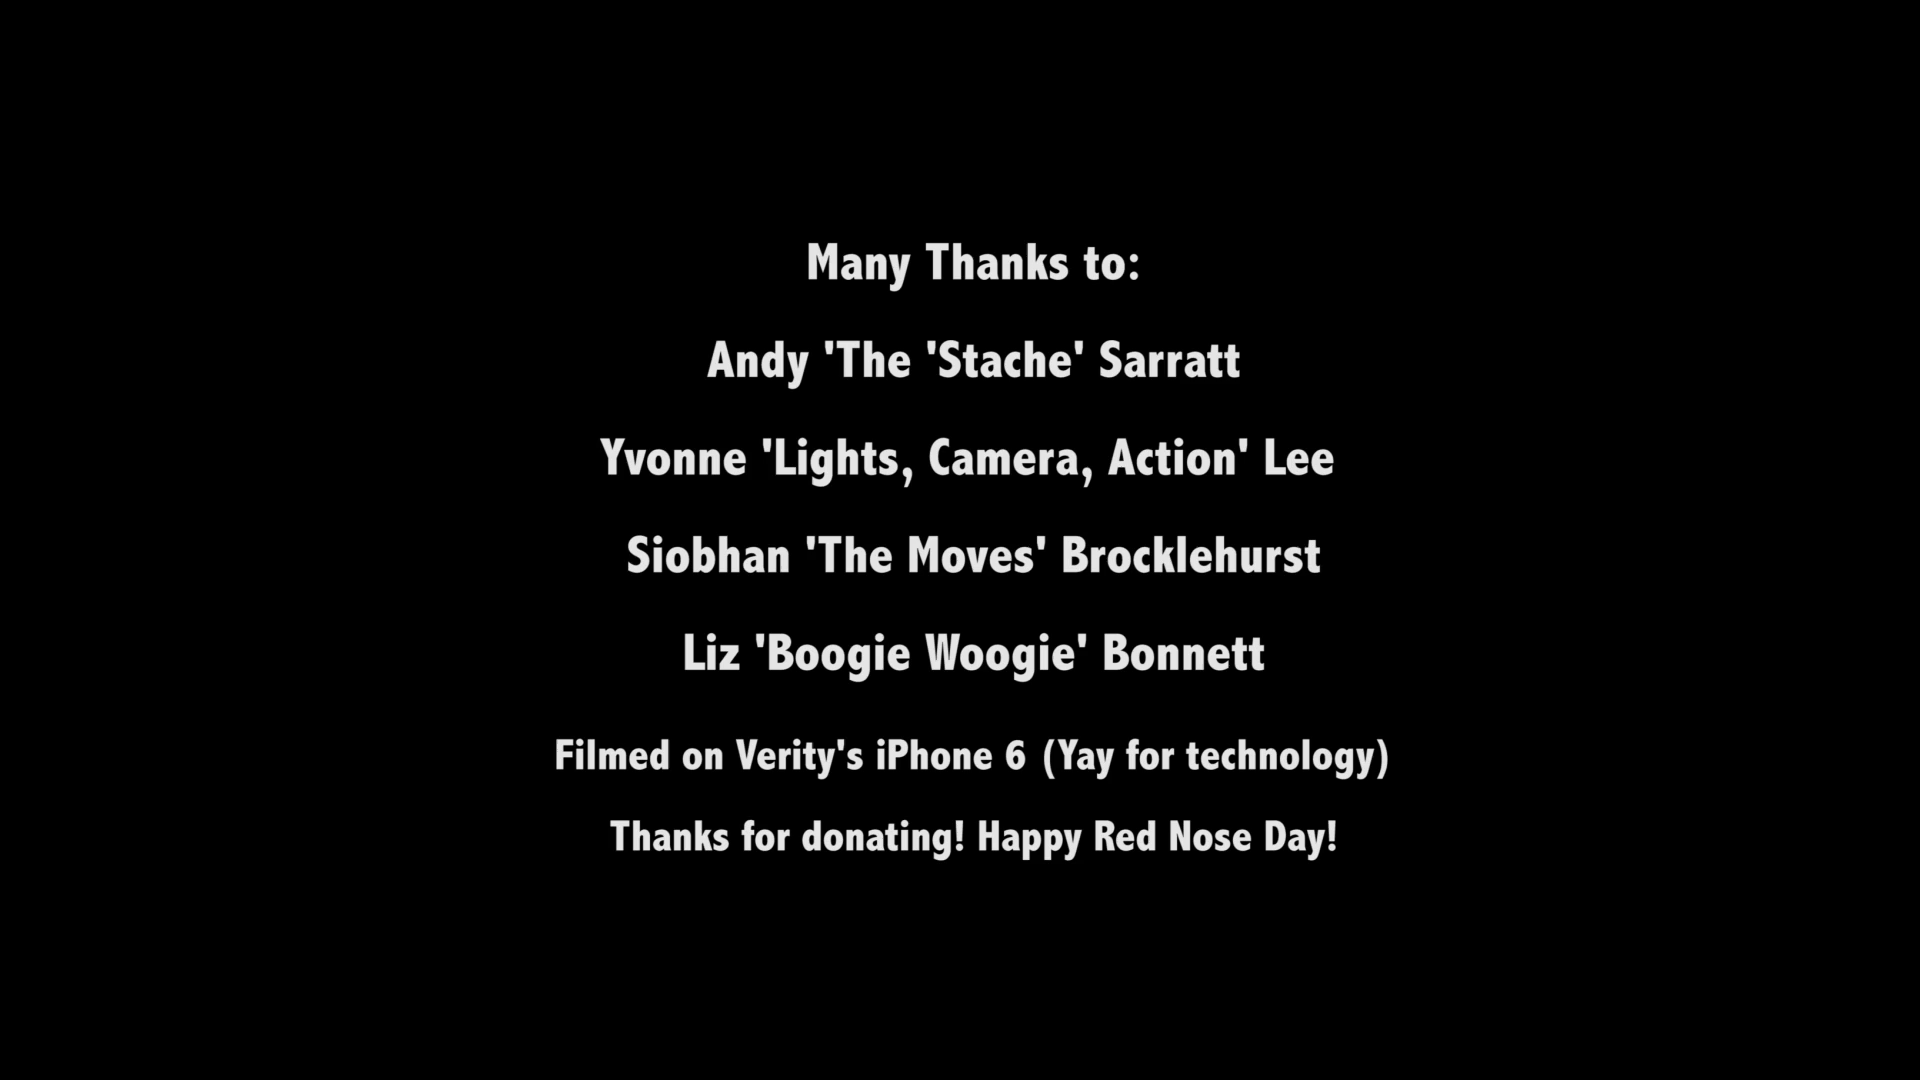 Many Thanks to:
Andy 'The 'Stache' Sarratt
Yvonne 'Lights, Camera, Action' Lee
Siobhan 'The Moves' Brocklehurst
Liz 'Boogie Woogie' Bonnett
Filmed on Verity's iPhone 6 (Yay for technology)
Thanks for donating! Happy Red Nose Day!